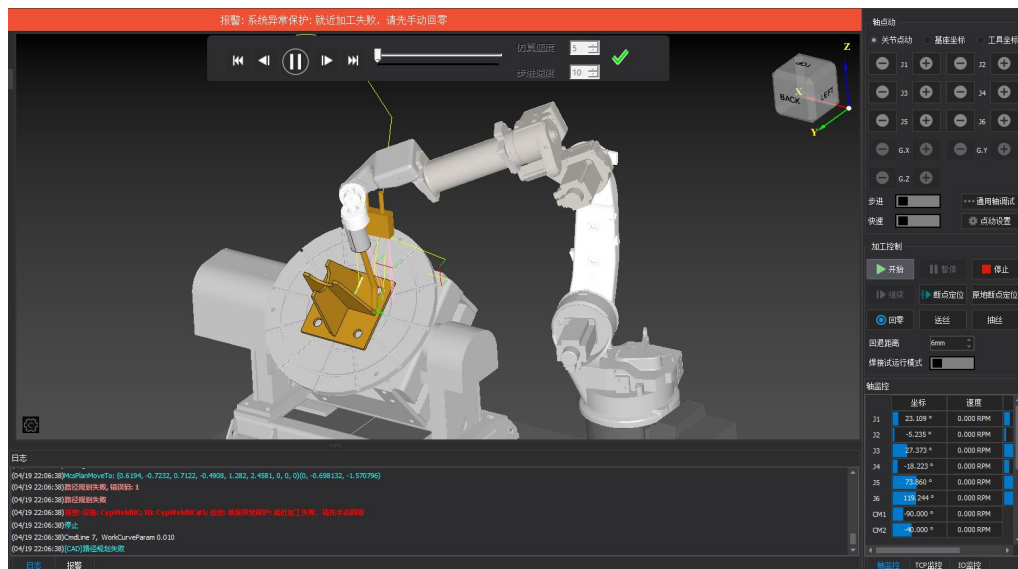 报警: 系统异常保护: 就近加工失败，请先手动回零
仿真速度 5
步进速度 10
Z
X
Y
BACK
LEFT
日志
(04/19 22:06:38)McsPlanMoveTo: (0.6194, -0.7232, 0.7122, -0.4908, 1.282, 2.4581, 0, 0, 0)(0, -0.698132, -1.570796)
(04/19 22:06:38)路径规划失败, 错误码: 1
(04/19 22:06:38)路径规划失败
(04/19 22:06:38)
(04/19 22:06:38)停止
(04/19 22:06:38)CmdLine 7, WorkCurveParam 0.010
(04/19 22:06:38)[CAD]路径规划失败
日志 报警
轴点动
关节点动 基座坐标 工具坐标
J1 J2
J3 J4
J5 J6
G.X G.Y
G.Z
步进 通用轴调试
快速 点动设置
加工控制
开始 暂停 停止
继续 断点定位 原地断点定位
回零 送丝 抽丝
回退距离 6mm
焊接试运行模式
轴监控
坐标 速度
J1 23.109 ° 0.000 RPM
J2 -5.235 ° 0.000 RPM
J3 27.373 ° 0.000 RPM
J4 -18.223 ° 0.000 RPM
J5 73.860 ° 0.000 RPM
J6 119.244 ° 0.000 RPM
CM1 -90.000 ° 0.000 RPM
CM2 -40.000 ° 0.000 RPM
轴监控 TCP监控 IO监控